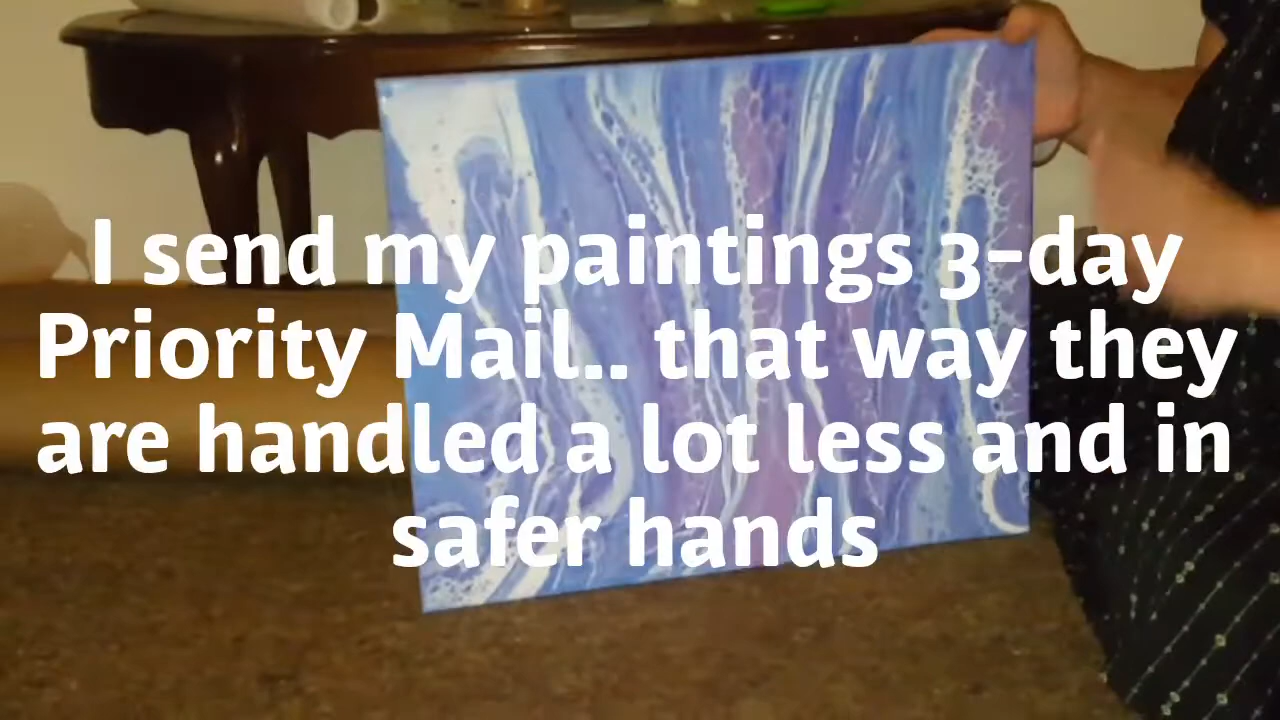 I send my paintings 3-day
Priority Mail.. that way they
are handled a lot less and in
safer hands